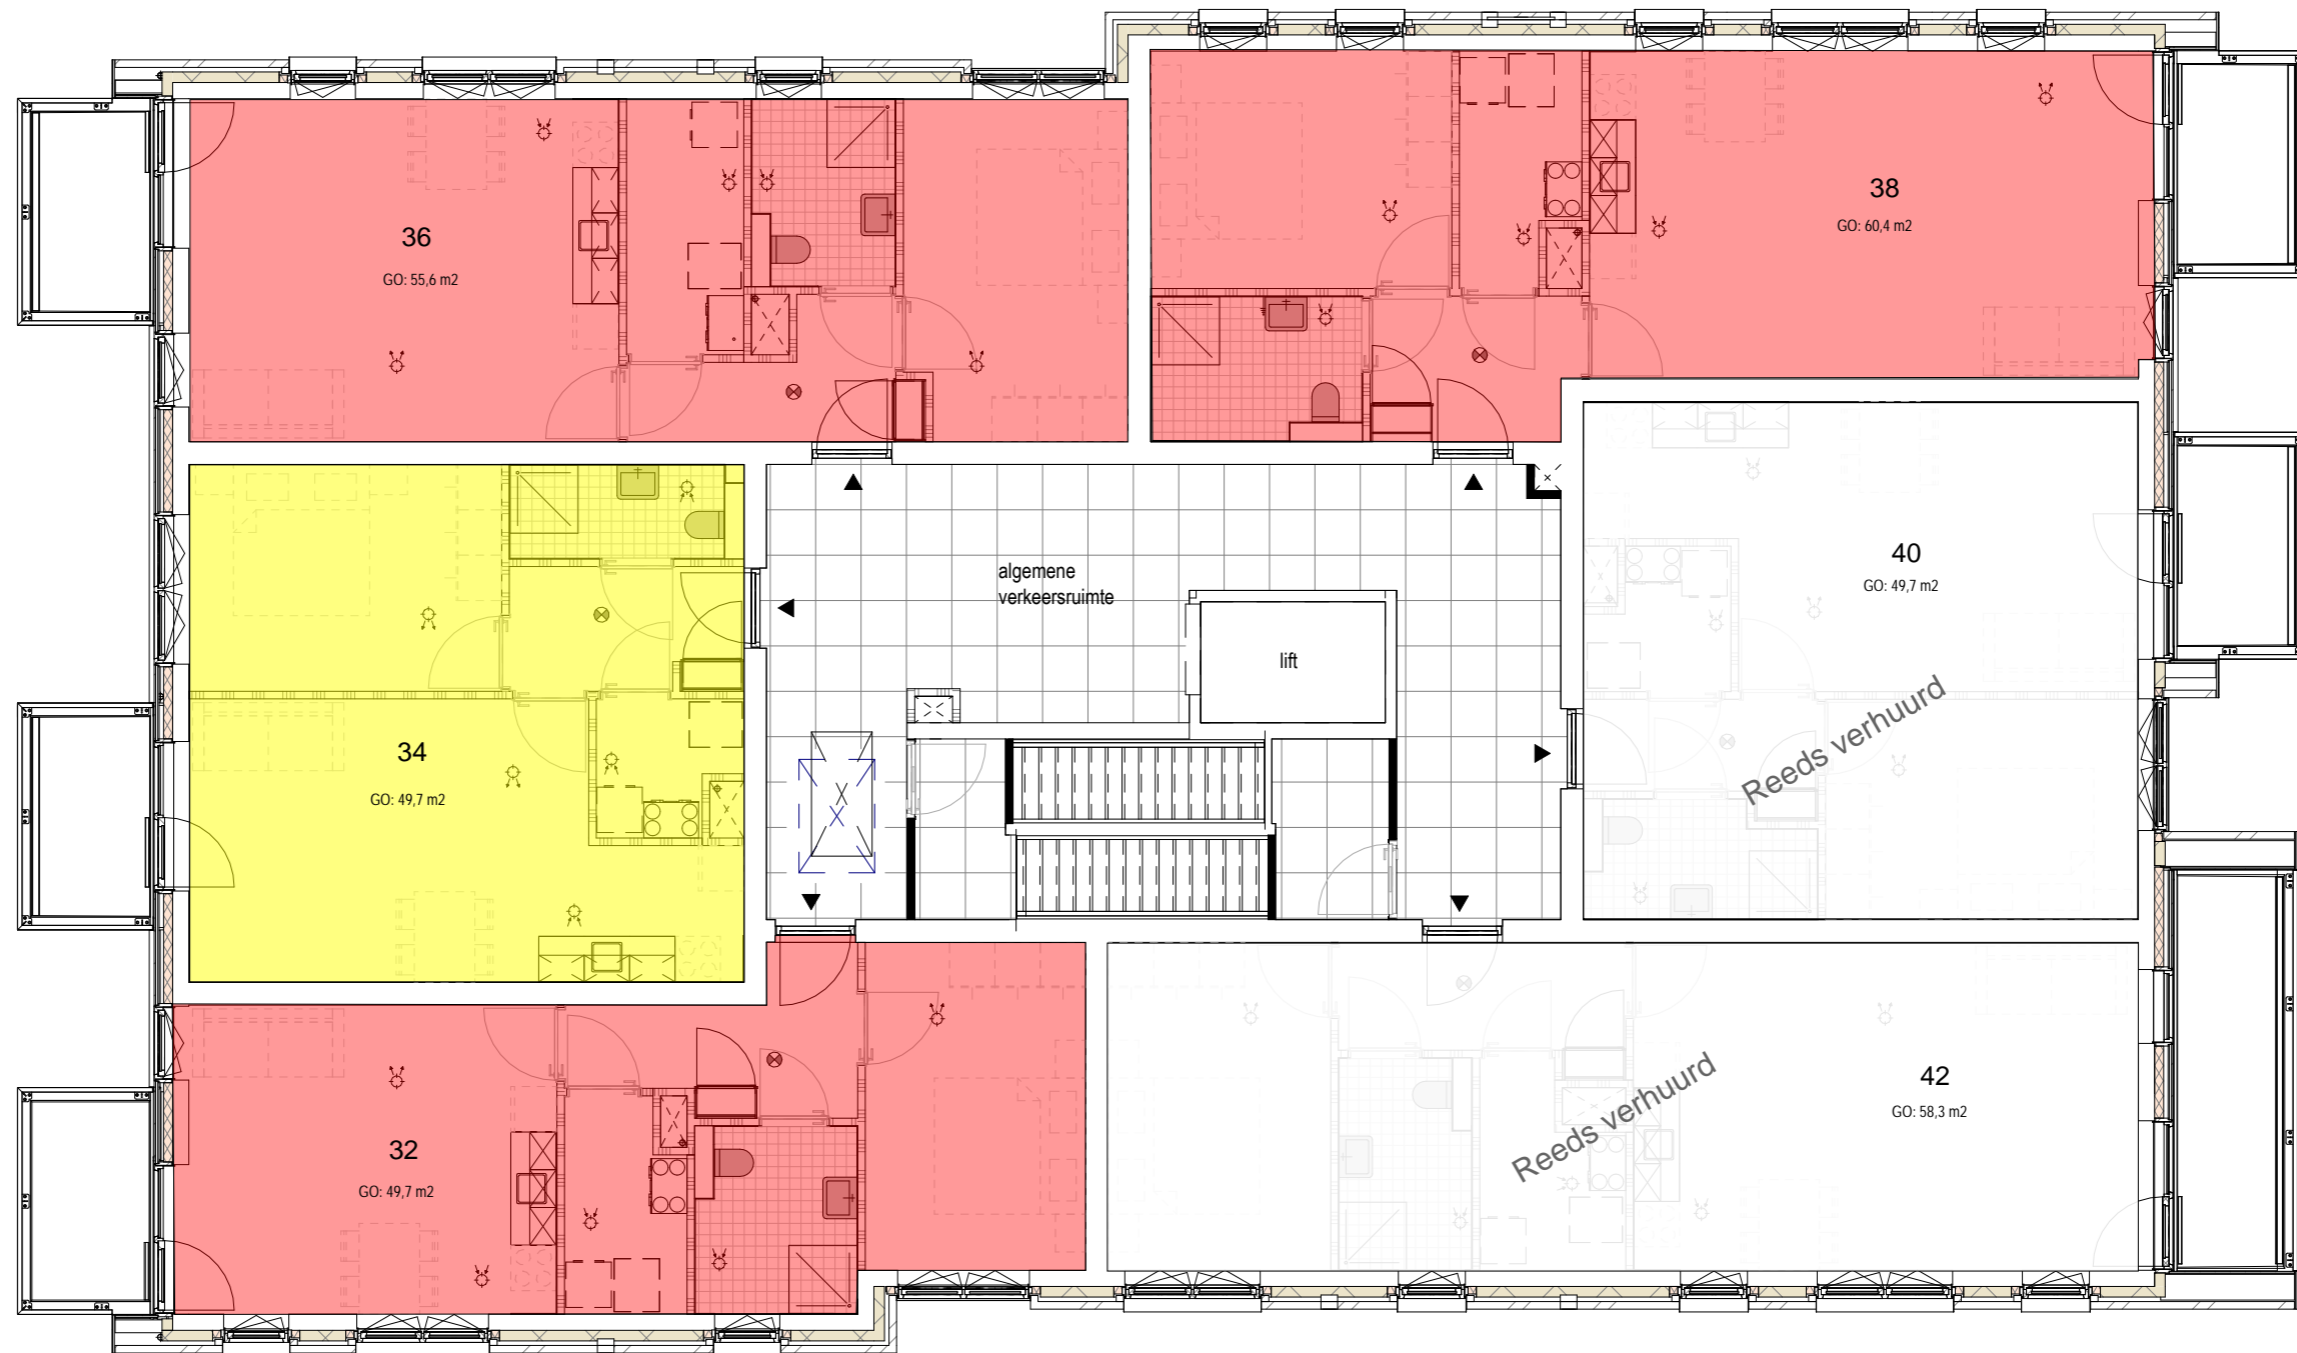 38
GO: 60,4 m2
36
GO: 55,6 m2
40
GO: 49,7 m2
algemene
verkeersruimte
lift
Reeds verhuurd
34
GO: 49,7 m2
42
GO: 58,3 m2
Reeds verhuurd
32
GO: 49,7 m2